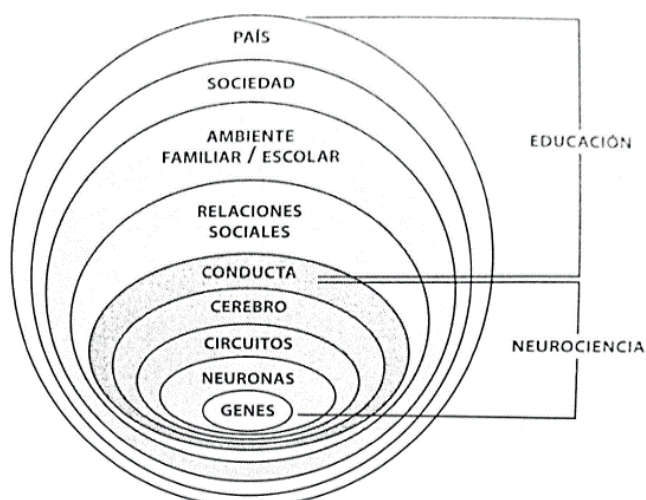 PAÍS
SOCIEDAD
AMBIENTE
FAMILIAR / ESCOLAR
EDUCACIÓN
RELACIONES
SOCIALES
CONDUCTA
CEREBRO
CIRCUITOS
NEUROCIENCIA
NEURONAS
GENES